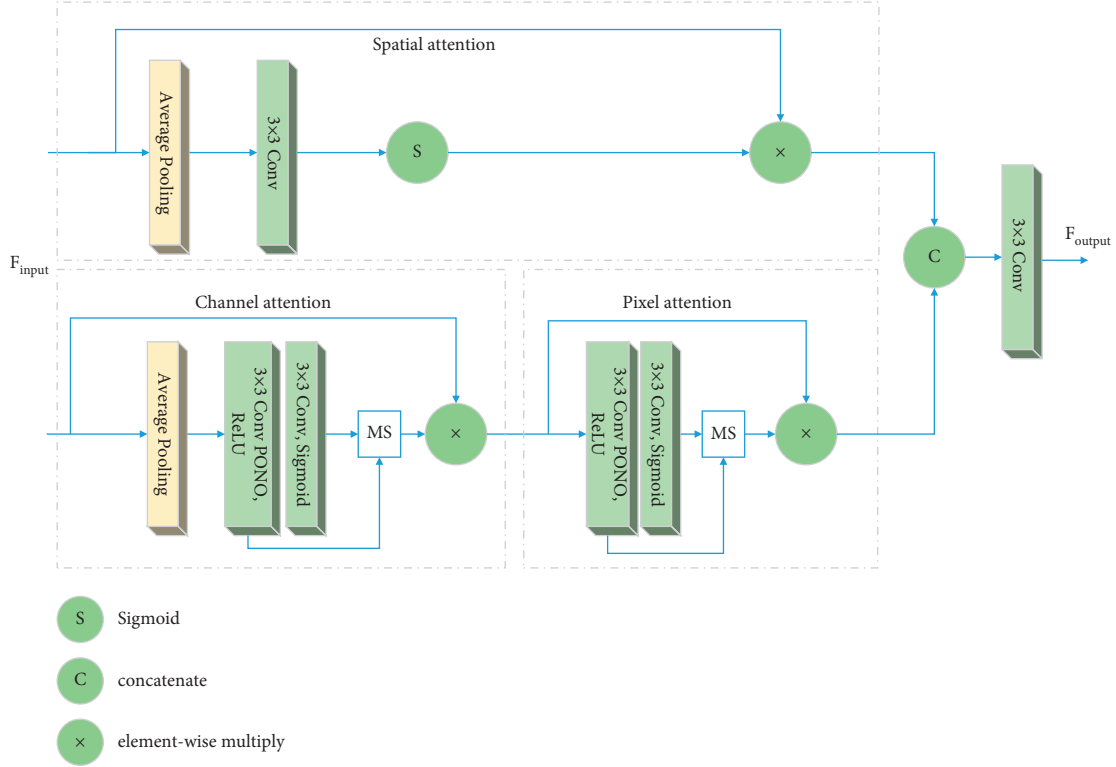 Spatial attention
Average Pooling
3×3 Conv
S
×
F_input
C
3×3 Conv
F_output
Channel attention
Average Pooling
3×3 Conv PONO,
ReLU
3×3 Conv, Sigmoid
MS
×
Pixel attention
3×3 Conv PONO,
ReLU
3×3 Conv, Sigmoid
MS
×
S Sigmoid
C concatenate
× element-wise multiply